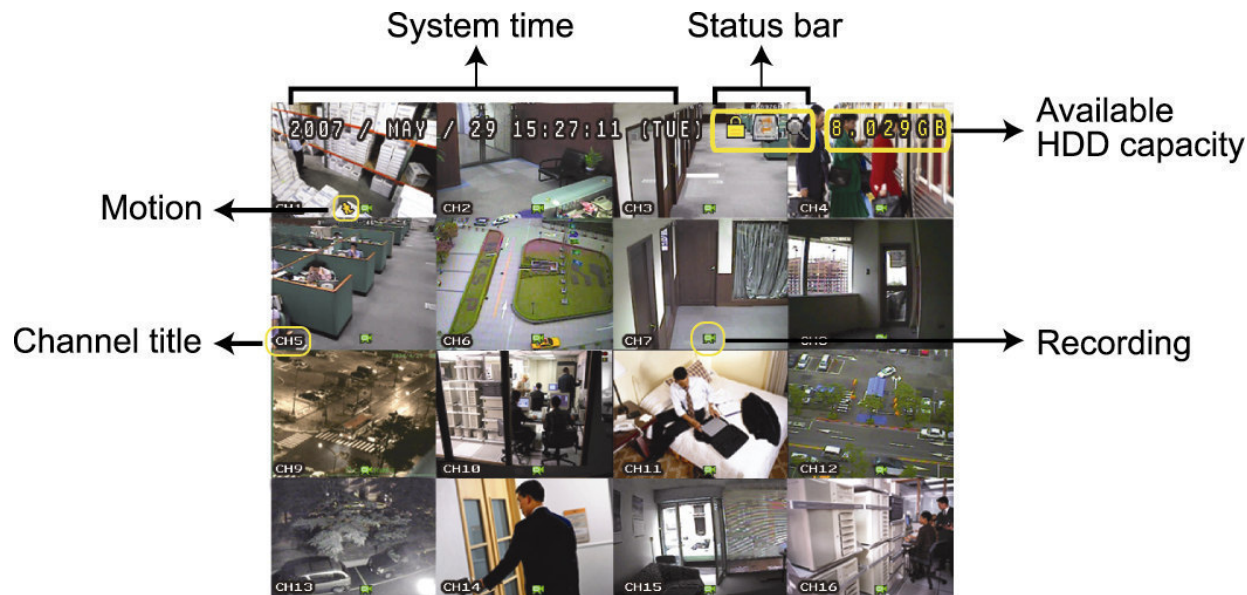 System time
Status bar
2007 / MAY / 29 15:27:11 (TUE)
8.029GB
Available
HDD capacity
Motion
CH1
CH2
CH3
CH4
Channel title
CH5
CH6
CH7
CH8
Recording
CH9
CH10
CH11
CH12
CH13
CH14
CH15
CH16